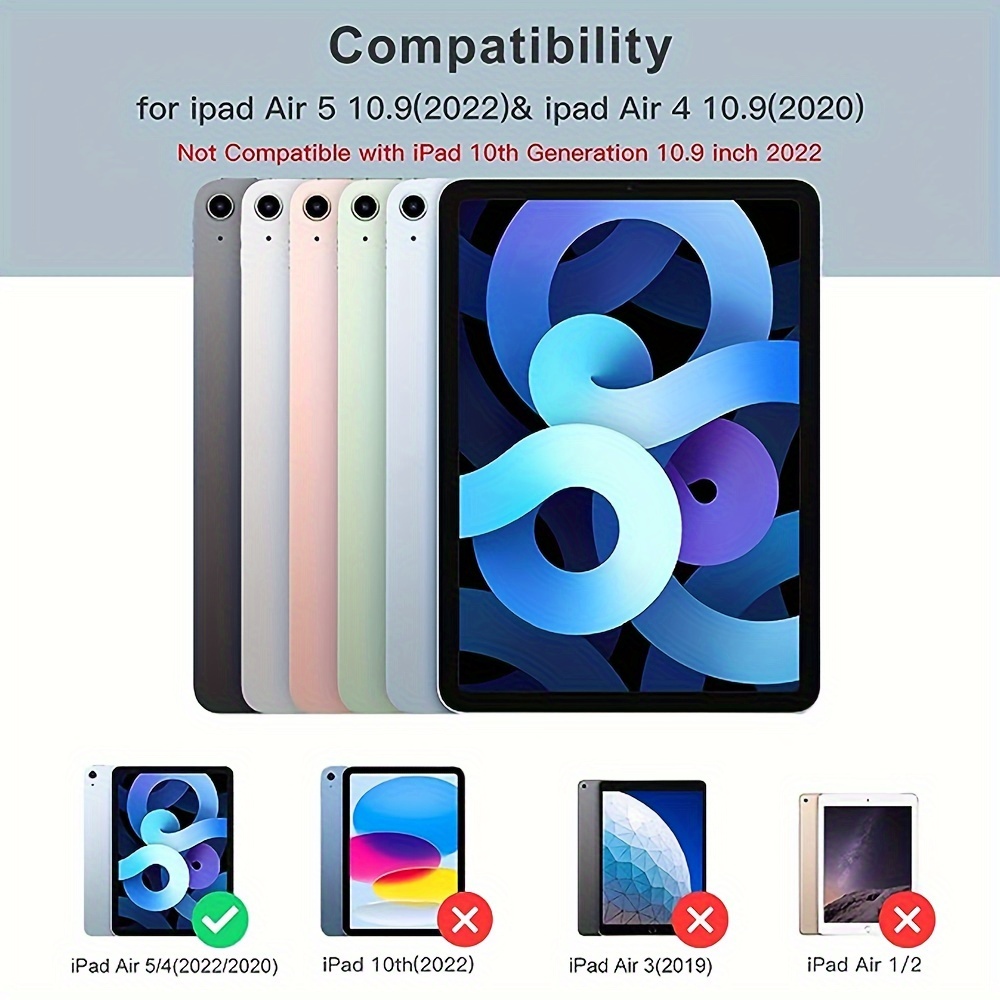 Compatibility
for ipad Air 5 10.9(2022)& ipad Air 4 10.9(2020)
Not Compatible with iPad 10th Generation 10.9 inch 2022
iPad Air 5/4(2022/2020)
iPad 10th(2022)
iPad Air 3(2019)
iPad Air 1/2